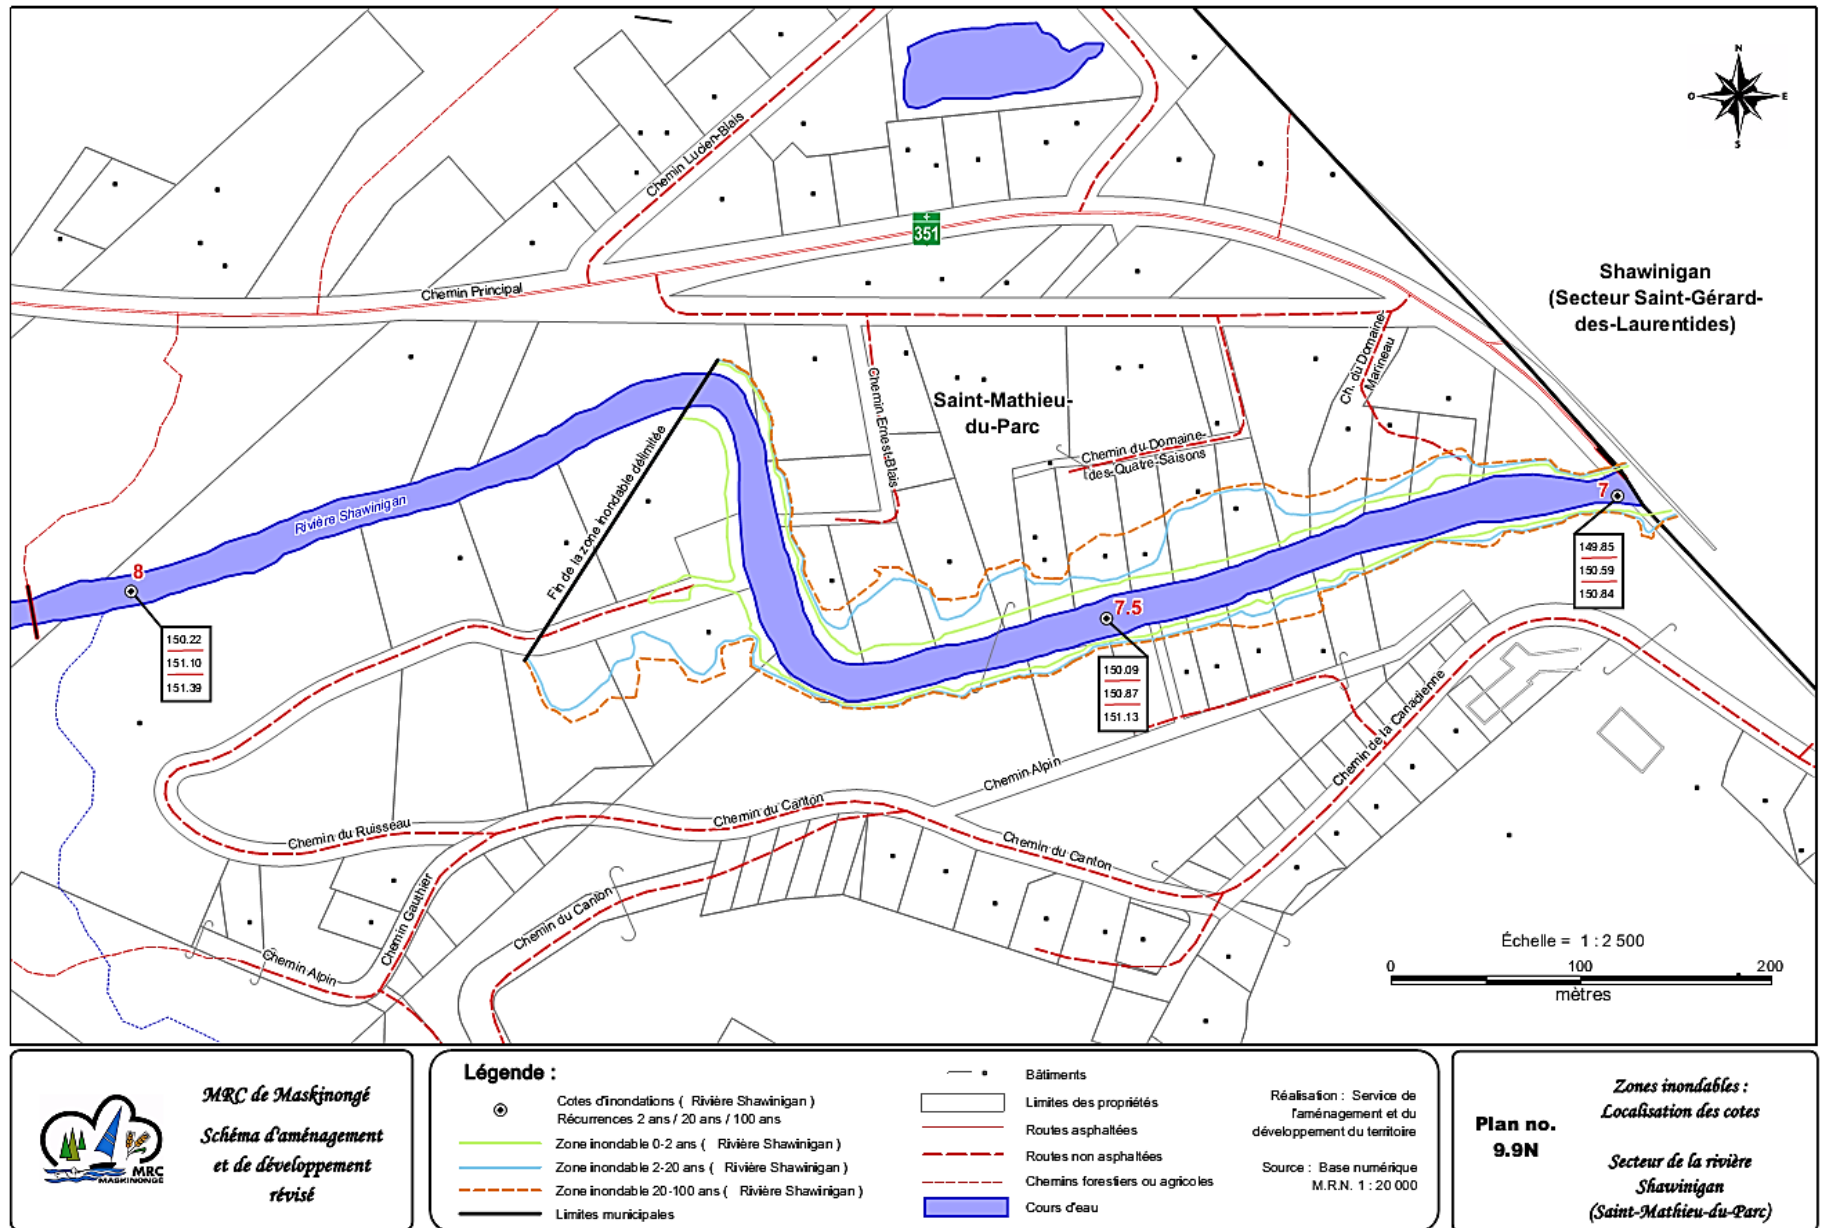 N
O
E
S
Chemin Lucien-Blais
351
Chemin Principal
Shawinigan
(Secteur Saint-Gérard-
des-Laurentides)
Ch. du Domaine-
Marineau
Chemin Ernest-Blais
Saint-Mathieu-
du-Parc
Chemin du Domaine-
des-Quatre-Saisons
Fin de la zone inondable délimitée
Rivière Shawinigan
7
149.85
150.59
150.84
8
150.22
151.10
151.39
7.5
150.09
150.87
151.13
Chemin de la Canadienne
Chemin Alpin
Chemin du Canton
Chemin du Ruisseau
Chemin du Canton
Chemin Gauthier
Chemin du Canton
Chemin Alpin
Échelle = 1 : 2 500
0 100 200
mètres
MRC de Maskinongé
Schéma d'aménagement
et de développement
révisé
MRC
MASKINONGÉ
Légende :
Cotes d'inondations ( Rivière Shawinigan )
Récurrences 2 ans / 20 ans / 100 ans
Zone inondable 0-2 ans ( Rivière Shawinigan )
Zone inondable 2-20 ans ( Rivière Shawinigan )
Zone inondable 20-100 ans ( Rivière Shawinigan )
Limites municipales
Bâtiments
Limites des propriétés
Routes asphaltées
Routes non asphaltées
Chemins forestiers ou agricoles
Cours d'eau
Réalisation : Service de
l'aménagement et du
développement du territoire
Source : Base numérique
M.R.N. 1 : 20 000
Plan no.
9.9N
Zones inondables :
Localisation des cotes
Secteur de la rivière
Shawinigan
(Saint-Mathieu-du-Parc)